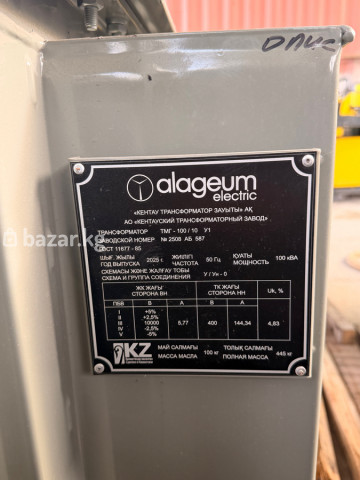 ОПИС
alageum
electric
«КЕНТАУ ТРАНСФОРМАТОР ЗАУЫТЫ» АҚ
АО «КЕНТАУСКИЙ ТРАНСФОРМАТОРНЫЙ ЗАВОД»
ТРАНСФОРМАТОР ТМГ - 100 / 10 У1
ЗАВОДСКОЙ НОМЕР № 2508 АБ 587
ГОСТ 11677 - 85
ШЫҒ. ЖЫЛЫ 2025 г. ЖИІЛІГІ 50 Гц ҚУАТЫ 100 кВА
ГОД ВЫПУСКА ЧАСТОТА МОЩНОСТЬ
СХЕМАСЫ ЖӘНЕ ЖАЛҒАУ ТОБЫ У / Ун - 0
СХЕМА И ГРУППА СОЕДИНЕНИЯ
ЖК ЖАҒЫ ТК ЖАҒЫ Uk, %
СТОРОНА ВН СТОРОНА НН
ПБВ В А В А
I +5%
II +2,5%
III 10000 5,77 400 144,34 4,83
IV -2,5%
V -5%
KZ
МАЙ САЛМАҒЫ 100 кг ТОЛЫҚ САЛМАҒЫ 445 кг
МАССА МАСЛА ПОЛНАЯ МАССА
bazar.kg